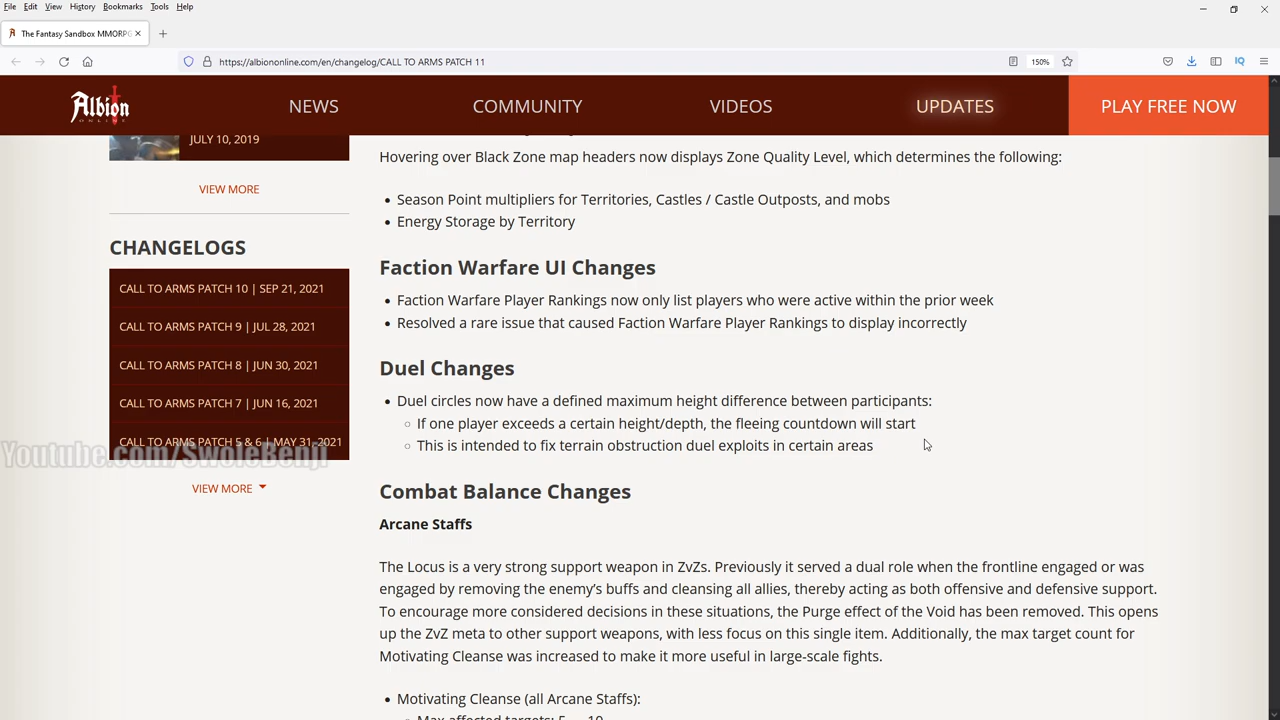 File Edit View History Bookmarks Tools Help
The Fantasy Sandbox MMORPG
https://albiononline.com/en/changelog/CALL TO ARMS PATCH 11
150%
IQ
Albion
ONLINE
NEWS
COMMUNITY
VIDEOS
UPDATES
PLAY FREE NOW
JULY 10, 2019
VIEW MORE
CHANGELOGS
CALL TO ARMS PATCH 10 | SEP 21, 2021
CALL TO ARMS PATCH 9 | JUL 28, 2021
CALL TO ARMS PATCH 8 | JUN 30, 2021
CALL TO ARMS PATCH 7 | JUN 16, 2021
CALL TO ARMS PATCH 5 & 6 | MAY 31, 2021
Youtube.com/SwoleBenji
VIEW MORE
Hovering over Black Zone map headers now displays Zone Quality Level, which determines the following:
• Season Point multipliers for Territories, Castles / Castle Outposts, and mobs
• Energy Storage by Territory
Faction Warfare UI Changes
• Faction Warfare Player Rankings now only list players who were active within the prior week
• Resolved a rare issue that caused Faction Warfare Player Rankings to display incorrectly
Duel Changes
• Duel circles now have a defined maximum height difference between participants:
○ If one player exceeds a certain height/depth, the fleeing countdown will start
○ This is intended to fix terrain obstruction duel exploits in certain areas
Combat Balance Changes
Arcane Staffs
The Locus is a very strong support weapon in ZvZs. Previously it served a dual role when the frontline engaged or was
engaged by removing the enemy's buffs and cleansing all allies, thereby acting as both offensive and defensive support.
To encourage more considered decisions in these situations, the Purge effect of the Void has been removed. This opens
up the ZvZ meta to other support weapons, with less focus on this single item. Additionally, the max target count for
Motivating Cleanse was increased to make it more useful in large-scale fights.
• Motivating Cleanse (all Arcane Staffs):
○ Max affected targets: 5 → 10